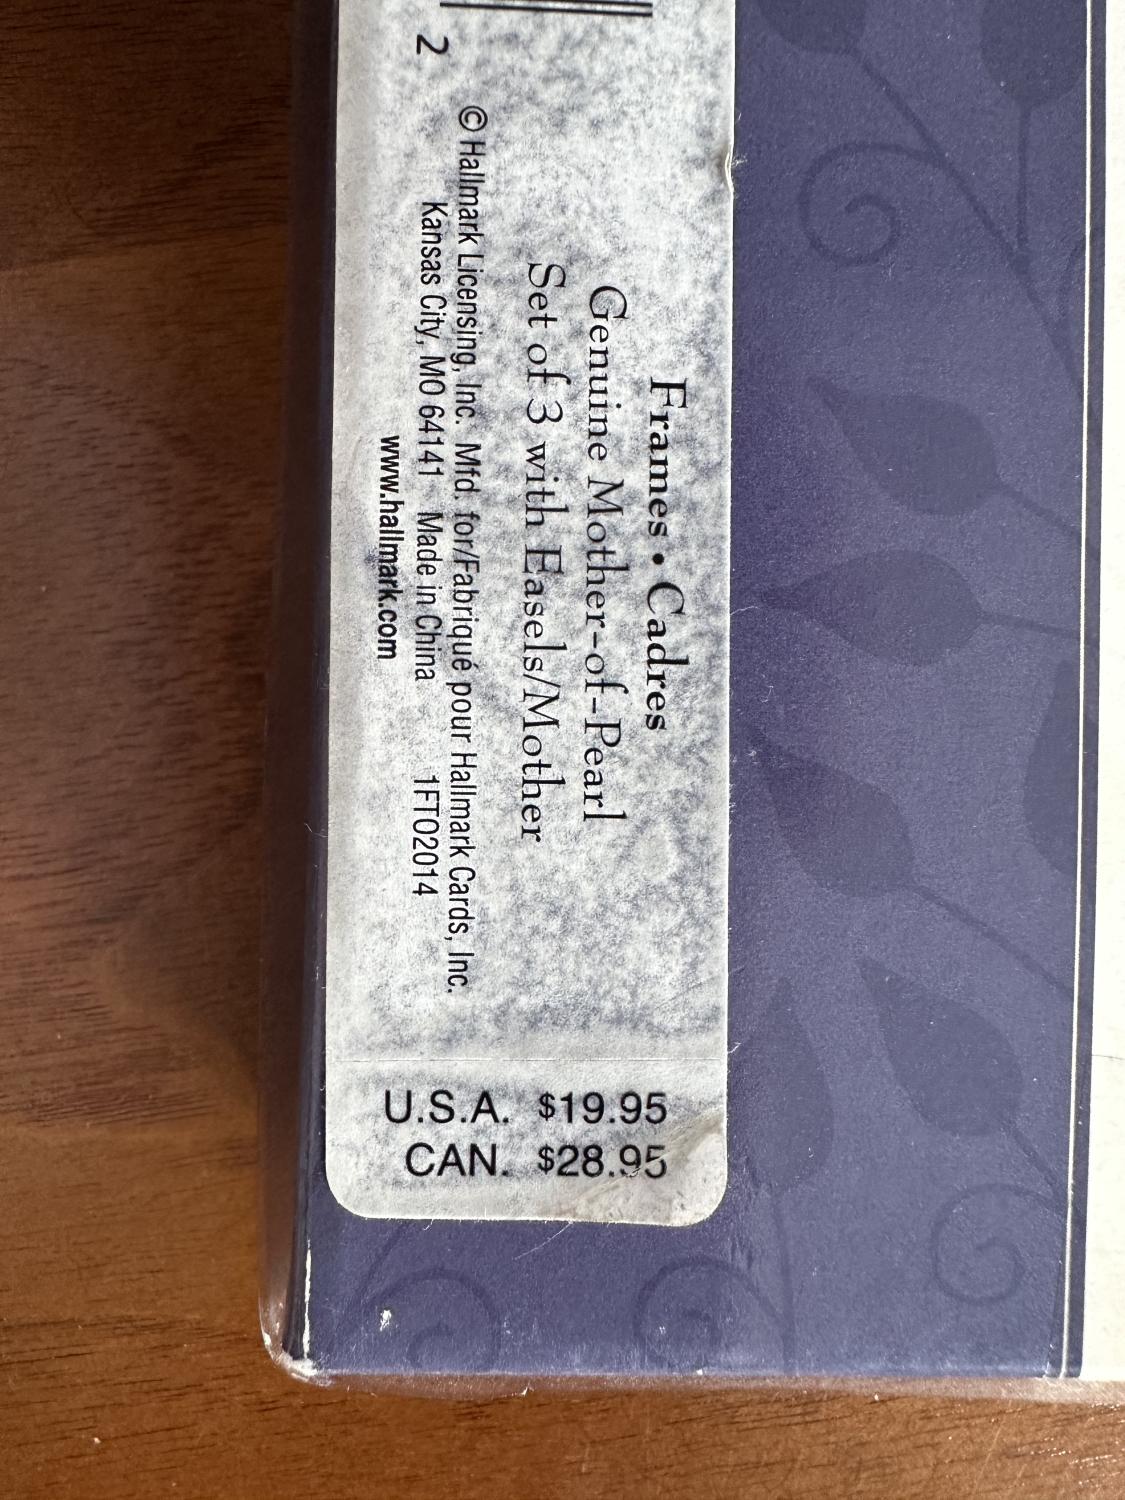 2
Frames • Cadres
Genuine Mother-of-Pearl
Set of 3 with Easels/Mother
© Hallmark Licensing, Inc. Mfd. for/Fabriqué pour Hallmark Cards, Inc.
Kansas City, MO 64141 Made in China 1FT02014
www.hallmark.com
U.S.A. $19.95
CAN. $28.95